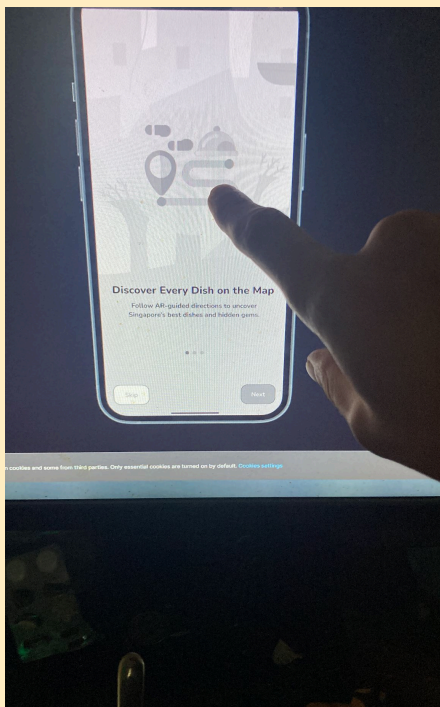 Discover Every Dish on the Map
Follow AR-guided directions to uncover
Singapore's best dishes and hidden gems.
Skip
Next
cookies and some from third parties. Only essential cookies are turned on by default. Cookies settings